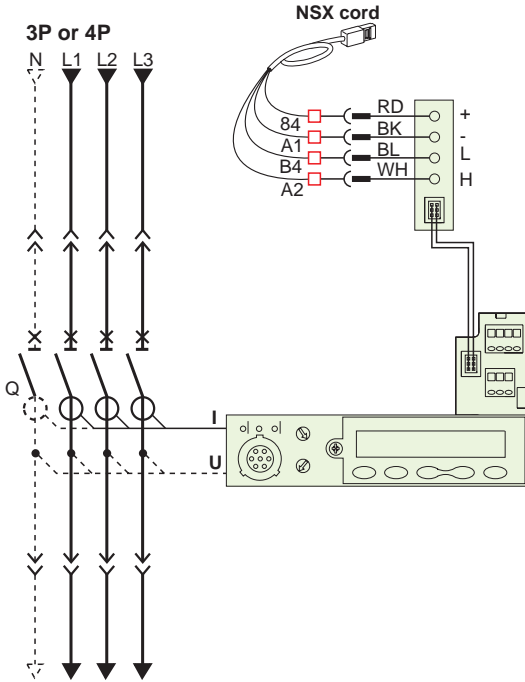 NSX cord
3P or 4P
N L1 L2 L3
84 RD +
A1 BK -
B4 BL L
A2 WH H
Q
I
U